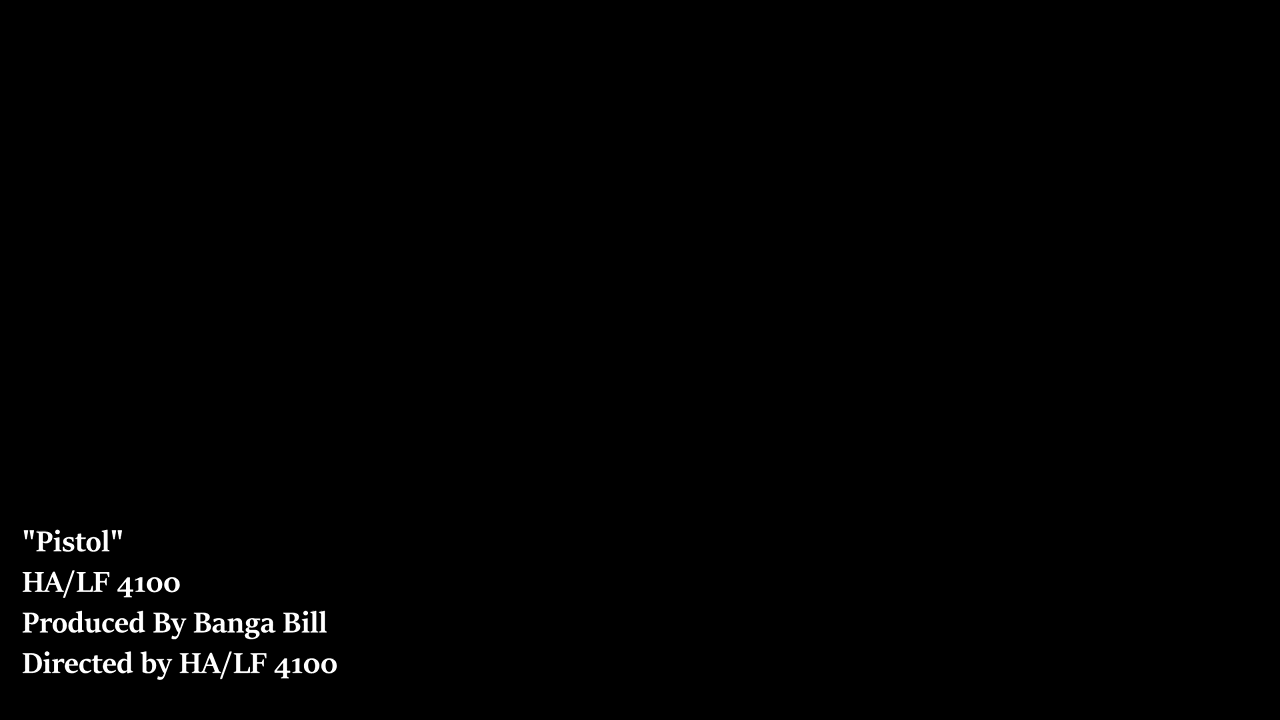 "Pistol"
HA/LF 4100
Produced By Banga Bill
Directed by HA/LF 4100